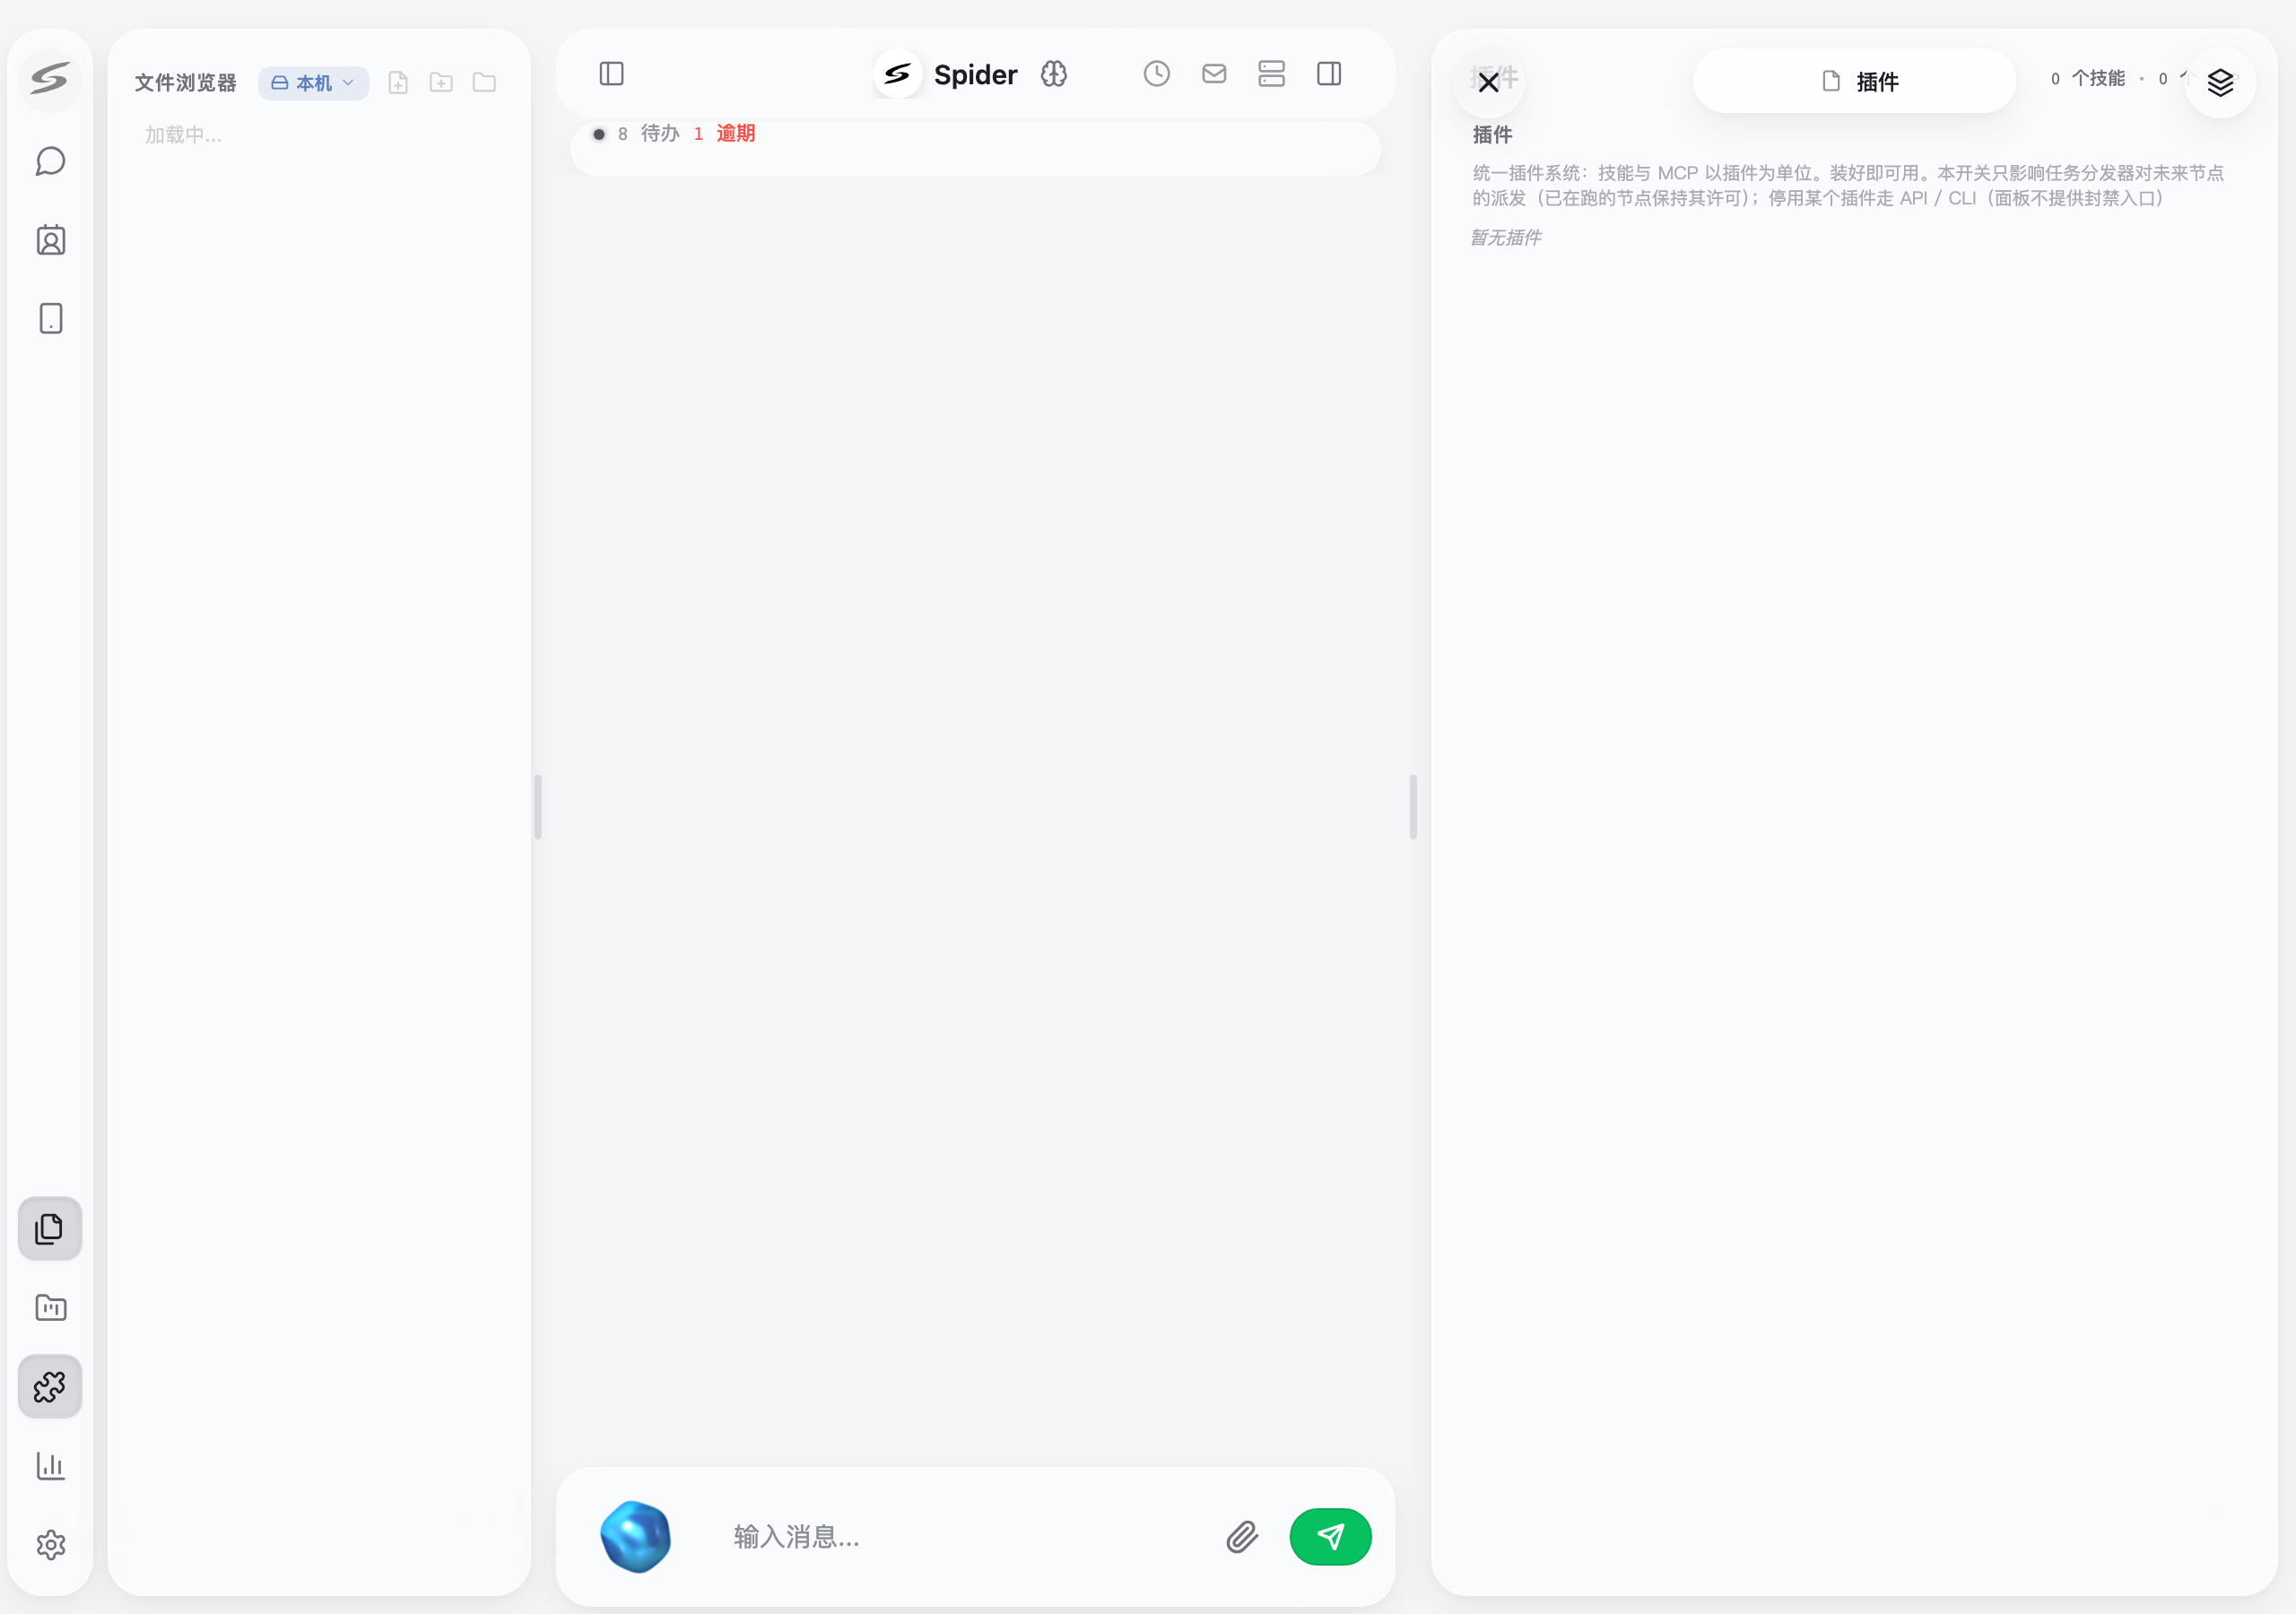 文件浏览器 本机
加载中...
Spider
8 待办 1 逾期
输入消息...
插件
插件
0 个技能 · 0 个
插件
统一插件系统：技能与 MCP 以插件为单位。装好即可用。本开关只影响任务分发器对未来节点
的派发（已在跑的节点保持其许可）；停用某个插件走 API / CLI（面板不提供封禁入口）
暂无插件